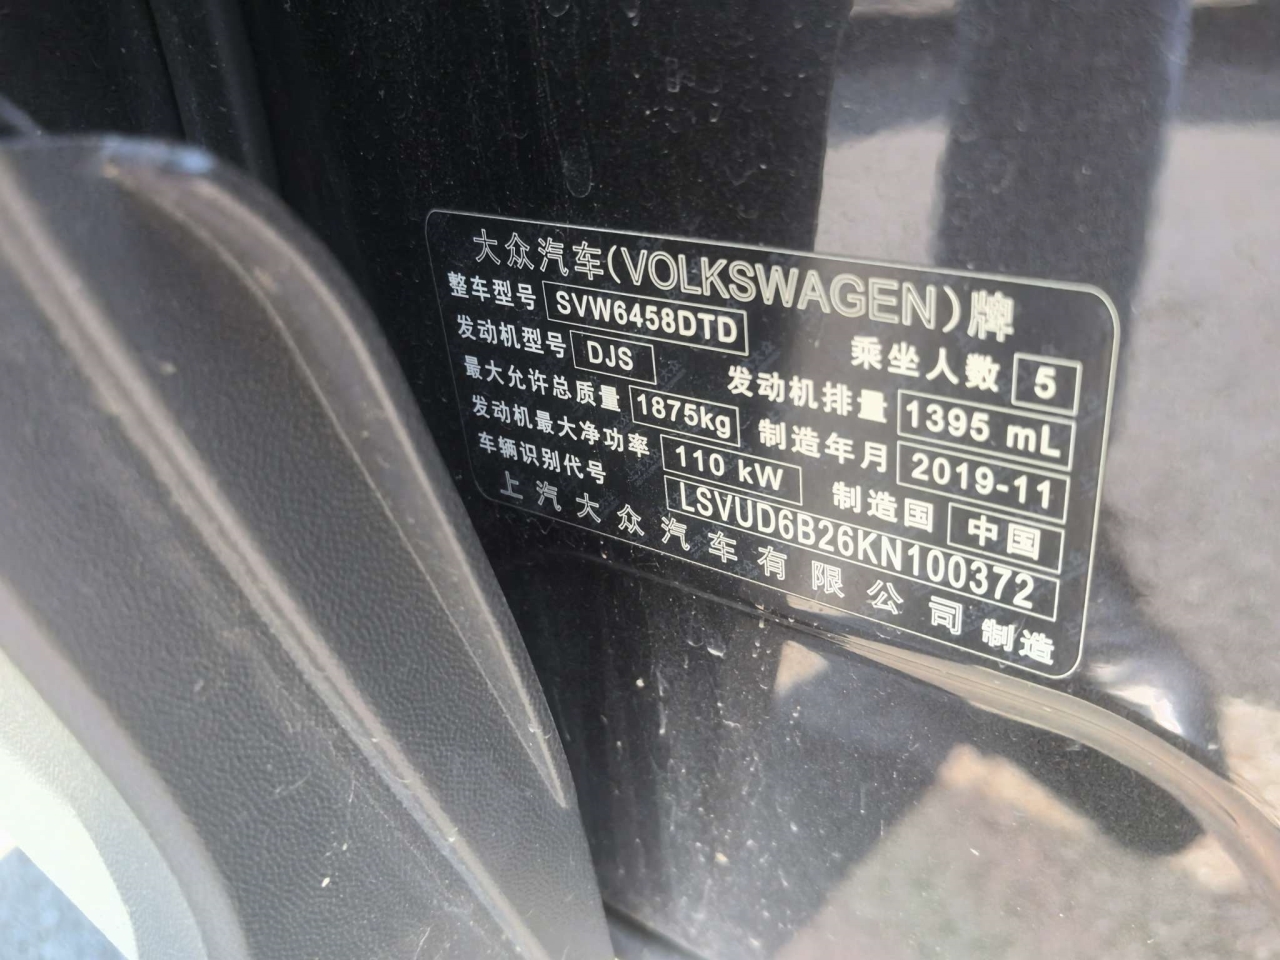 大众汽车(VOLKSWAGEN)牌
整车型号 SVW6458DTD 乘坐人数 5
发动机型号 DJS 发动机排量 1395 mL
最大允许总质量 1875kg 制造年月 2019-11
发动机最大净功率 110 kW 制造国 中国
车辆识别代号 LSVUD6B26KN100372
上汽大众汽车有限公司 制造